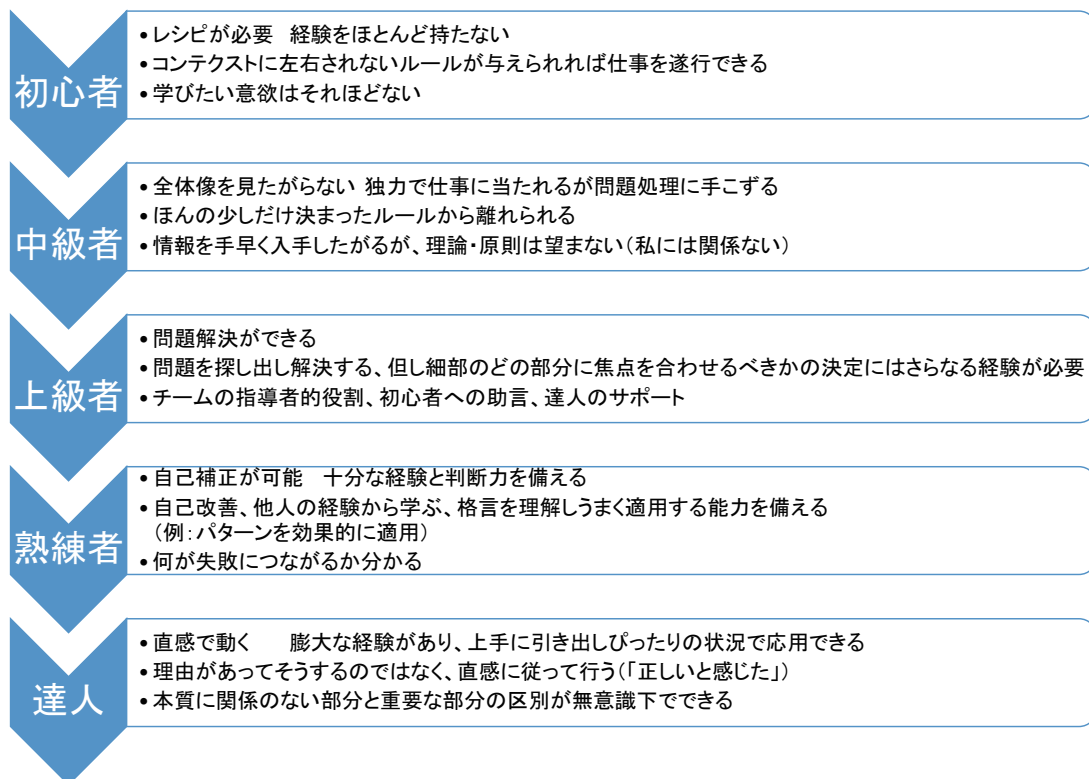 初心者
•レシピが必要　経験をほとんど持たない
•コンテクストに左右されないルールが与えられれば仕事を遂行できる
•学びたい意欲はそれほどない
中級者
•全体像を見たがらない 独力で仕事に当たれるが問題処理に手こずる
•ほんの少しだけ決まったルールから離れられる
•情報を手早く入手したがるが、理論・原則は望まない（私には関係ない）
上級者
•問題解決ができる
•問題を探し出し解決する、但し細部のどの部分に焦点を合わせるべきかの決定にはさらなる経験が必要
•チームの指導者的役割、初心者への助言、達人のサポート
熟練者
•自己補正が可能　十分な経験と判断力を備える
•自己改善、他人の経験から学ぶ、格言を理解しうまく適用する能力を備える
（例：パターンを効果的に適用）
•何が失敗につながるか分かる
達人
•直感で動く　　膨大な経験があり、上手に引き出しぴったりの状況で応用できる
•理由があってそうするのではなく、直感に従って行う（「正しいと感じた」）
•本質に関係のない部分と重要な部分の区別が無意識下でできる